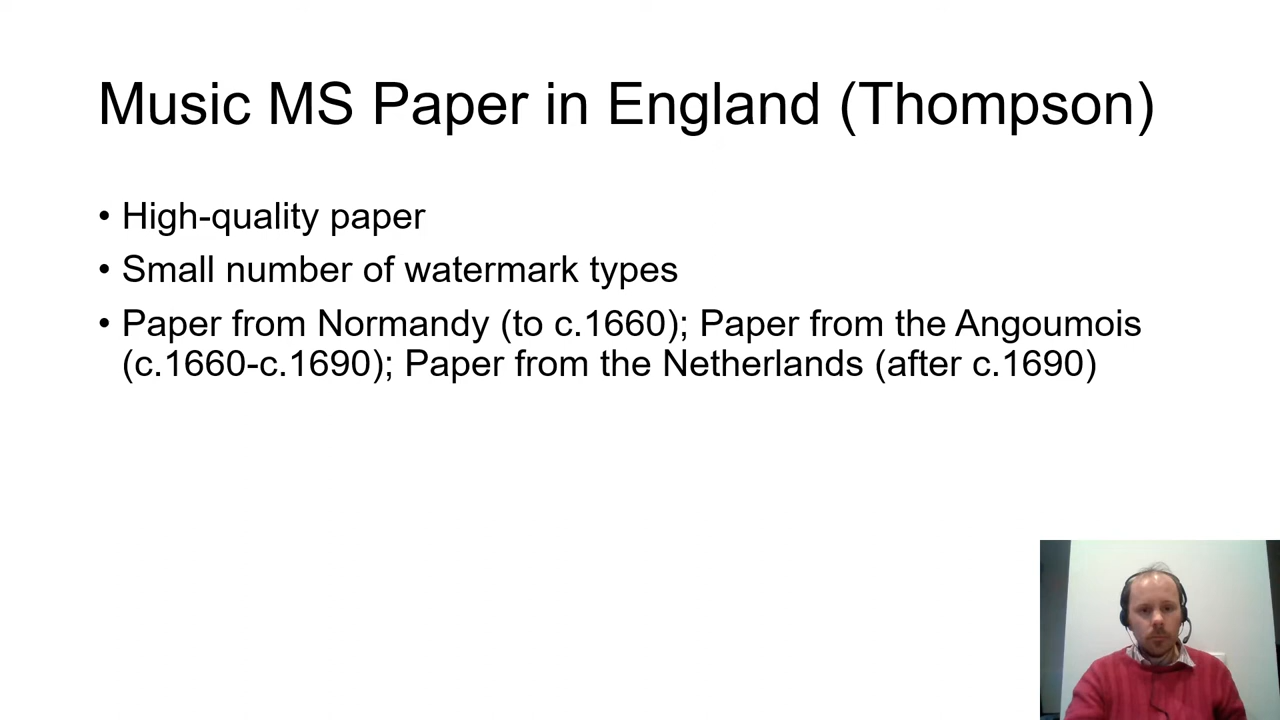 Music MS Paper in England (Thompson)
• High-quality paper
• Small number of watermark types
• Paper from Normandy (to c.1660); Paper from the Angoumois
(c.1660-c.1690); Paper from the Netherlands (after c.1690)